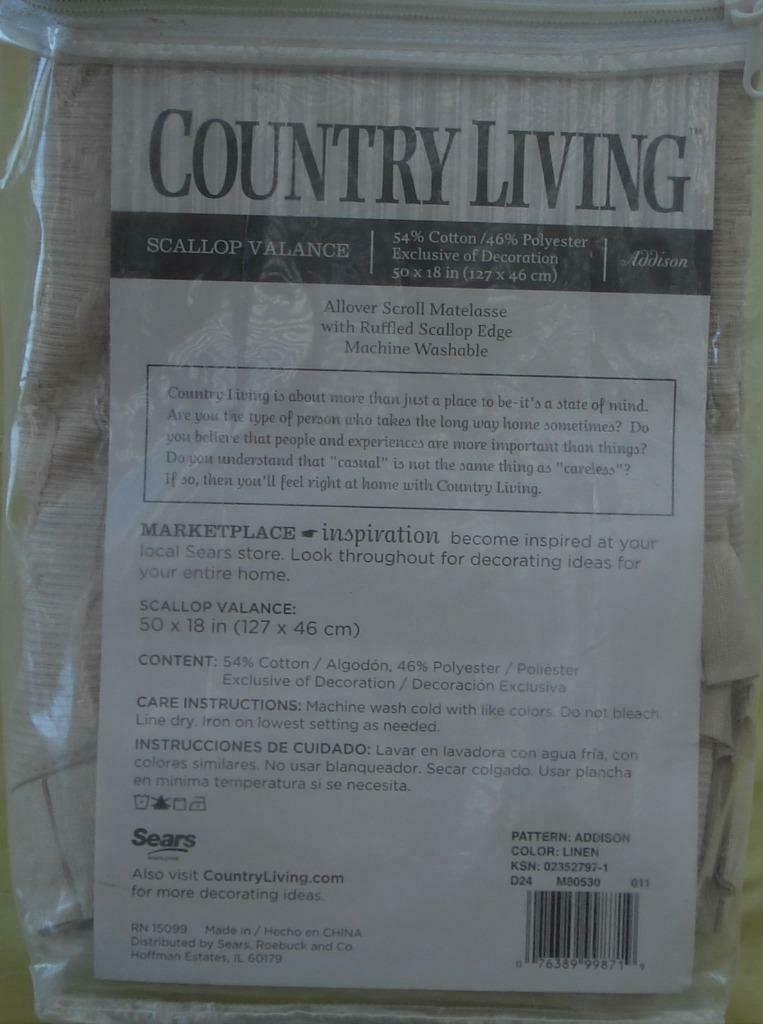 COUNTRY LIVING™
SCALLOP VALANCE
54% Cotton /46% Polyester
Exclusive of Decoration
50 x 18 in (127 x 46 cm)
Addison
Allover Scroll Matelasse
with Ruffled Scallop Edge
Machine Washable
Country Living is about more than just a place to be-it's a state of mind.
Are you the type of person who takes the long way home sometimes? Do
you believe that people and experiences are more important than things?
Do you understand that "casual" is not the same thing as "careless"?
If so, then you'll feel right at home with Country Living.
MARKETPLACE inspiration become inspired at your
local Sears store. Look throughout for decorating ideas for
your entire home.
SCALLOP VALANCE:
50 x 18 in (127 x 46 cm)
CONTENT: 54% Cotton / Algodón, 46% Polyester / Poliéster
Exclusive of Decoration / Decoración Exclusiva
CARE INSTRUCTIONS: Machine wash cold with like colors. Do not bleach.
Line dry. Iron on lowest setting as needed.
INSTRUCCIONES DE CUIDADO: Lavar en lavadora con agua fría, con
colores similares. No usar blanqueador. Secar colgado. Usar plancha
en mínima temperatura si se necesita.
Sears
Also visit CountryLiving.com
for more decorating ideas.
RN 15099 Made in / Hecho en CHINA
Distributed by Sears, Roebuck and Co.
Hoffman Estates, IL 60179
PATTERN: ADDISON
COLOR: LINEN
KSN: 02352797-1
D24 M80530 011
0 76389 99871 9